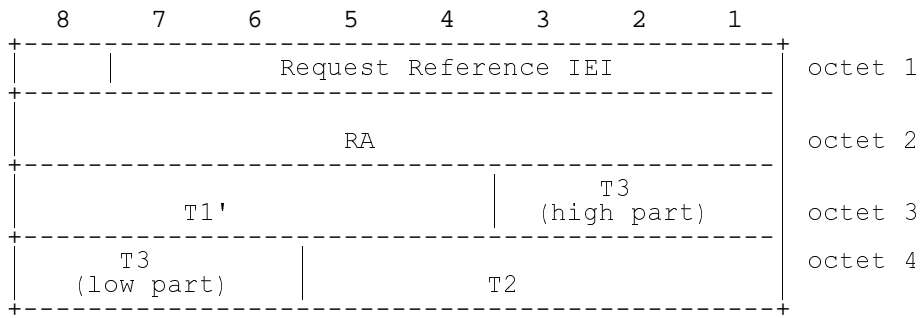 8 7 6 5 4 3 2 1
Request Reference IEI octet 1
RA octet 2
T3
T1' (high part) octet 3
T3 octet 4
(low part) T2